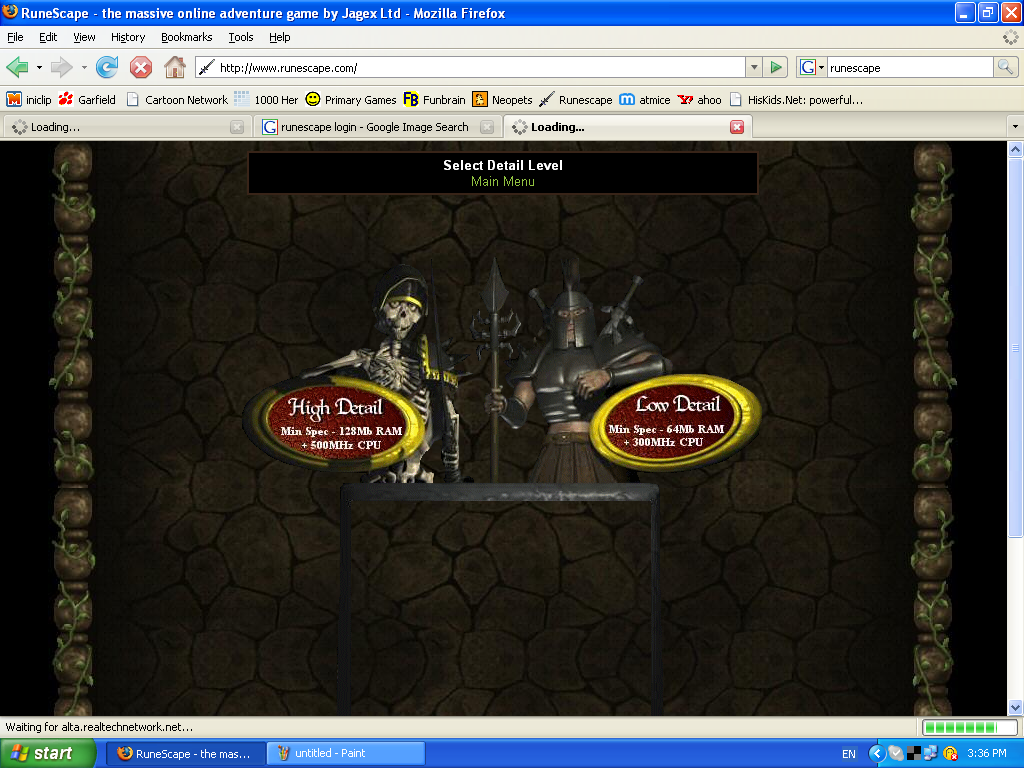 RuneScape - the massive online adventure game by Jagex Ltd - Mozilla Firefox
File Edit View History Bookmarks Tools Help
http://www.runescape.com/ G runescape
iniclip Garfield Cartoon Network 1000 Her Primary Games Funbrain Neopets Runescape atmice ahoo HisKids.Net: powerful...
Loading... runescape login - Google Image Search Loading...
Select Detail Level
Main Menu
High Detail
Min Spec - 128Mb RAM
+ 500MHz CPU
Low Detail
Min Spec - 64Mb RAM
+ 300MHz CPU
Waiting for alta.realtechnetwork.net...
start RuneScape - the mas... untitled - Paint EN 3:36 PM